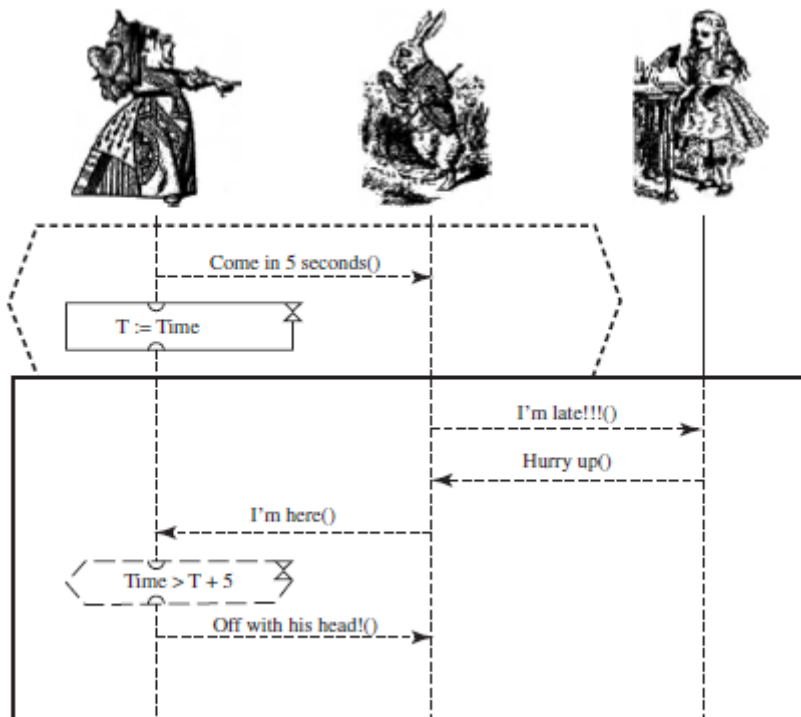 Come in 5 seconds()
T := Time
I'm late!!!()
Hurry up()
I'm here()
Time > T + 5
Off with his head!()